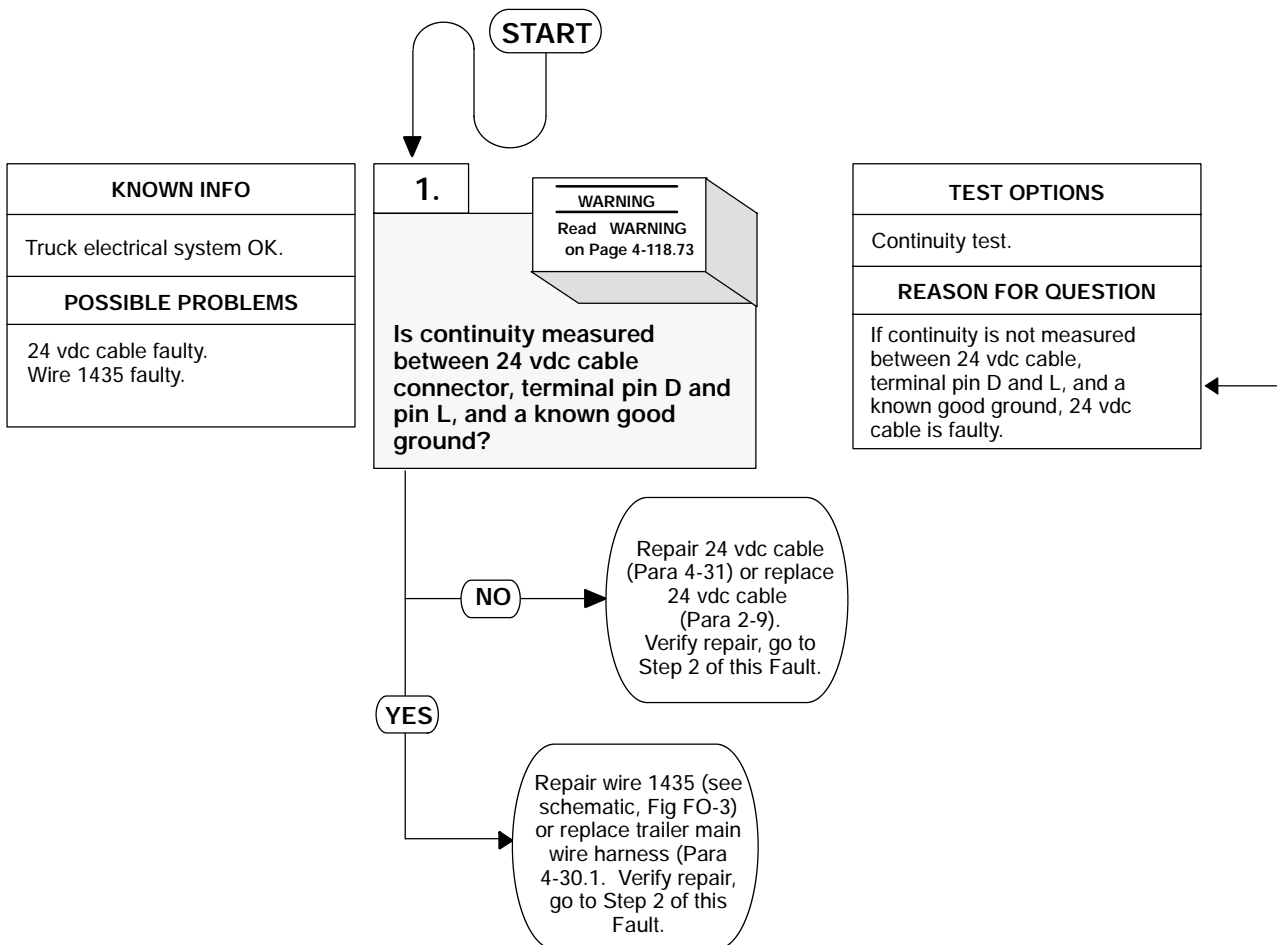 START
KNOWN INFO
Truck electrical system OK.
POSSIBLE PROBLEMS
24 vdc cable faulty.
Wire 1435 faulty.
1.
WARNING
Read WARNING
on Page 4-118.73
Is continuity measured
between 24 vdc cable
connector, terminal pin D and
pin L, and a known good
ground?
TEST OPTIONS
Continuity test.
REASON FOR QUESTION
If continuity is not measured
between 24 vdc cable,
terminal pin D and L, and a
known good ground, 24 vdc
cable is faulty.
NO
Repair 24 vdc cable
(Para 4-31) or replace
24 vdc cable
(Para 2-9).
Verify repair, go to
Step 2 of this Fault.
YES
Repair wire 1435 (see
schematic, Fig FO-3)
or replace trailer main
wire harness (Para
4-30.1. Verify repair,
go to Step 2 of this
Fault.